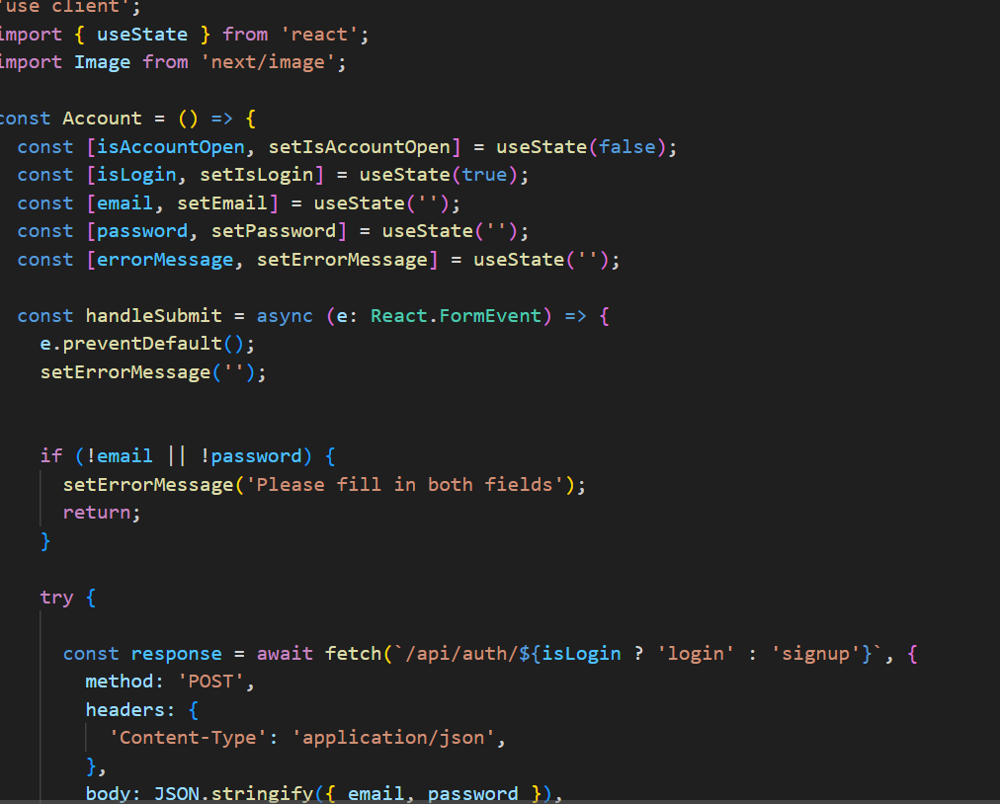 'use client';
import { useState } from 'react';
import Image from 'next/image';
const Account = () => {
const [isAccountOpen, setIsAccountOpen] = useState(false);
const [isLogin, setIsLogin] = useState(true);
const [email, setEmail] = useState('');
const [password, setPassword] = useState('');
const [errorMessage, setErrorMessage] = useState('');
const handleSubmit = async (e: React.FormEvent) => {
e.preventDefault();
setErrorMessage('');
if (!email || !password) {
setErrorMessage('Please fill in both fields');
return;
}
try {
const response = await fetch(`/api/auth/${isLogin ? 'login' : 'signup'}`, {
method: 'POST',
headers: {
'Content-Type': 'application/json',
},
body: JSON.stringify({ email, password }),